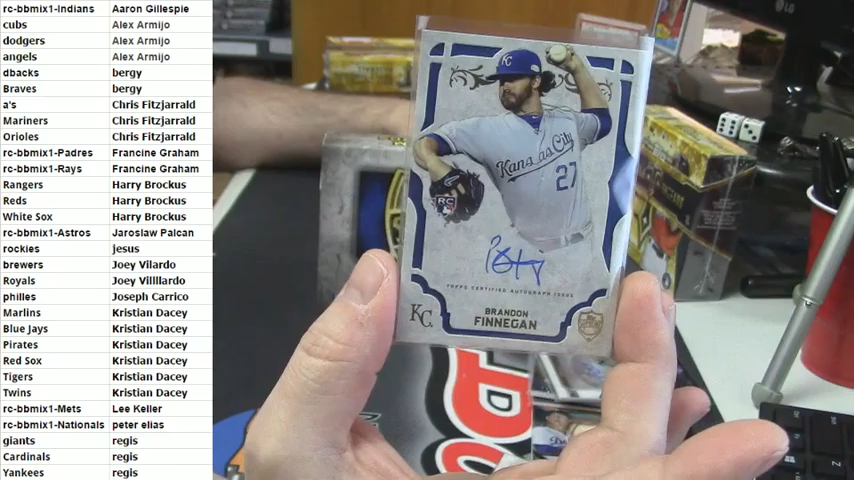 rc-bbmix1-Indians Aaron Gillespie
cubs Alex Armijo
dodgers Alex Armijo
angels Alex Armijo
dbacks bergy
Braves bergy
a's Chris Fitzjarrald
Mariners Chris Fitzjarrald
Orioles Chris Fitzjarrald
rc-bbmix1-Padres Francine Graham
rc-bbmix1-Rays Francine Graham
Rangers Harry Brockus
Reds Harry Brockus
White Sox Harry Brockus
rc-bbmix1-Astros Jaroslaw Palcan
rockies jesus
brewers Joey Vilardo
Royals Joey Villlardo
philles Joseph Carrico
Marlins Kristian Dacey
Blue Jays Kristian Dacey
Pirates Kristian Dacey
Red Sox Kristian Dacey
Tigers Kristian Dacey
Twins Kristian Dacey
rc-bbmix1-Mets Lee Keller
rc-bbmix1-Nationals peter elias
giants regis
Cardinals regis
Yankees regis
KC
Kansas City
27
RC
TOPPS CERTIFIED AUTOGRAPH ISSUE
KC
BRANDON
FINNEGAN
LG